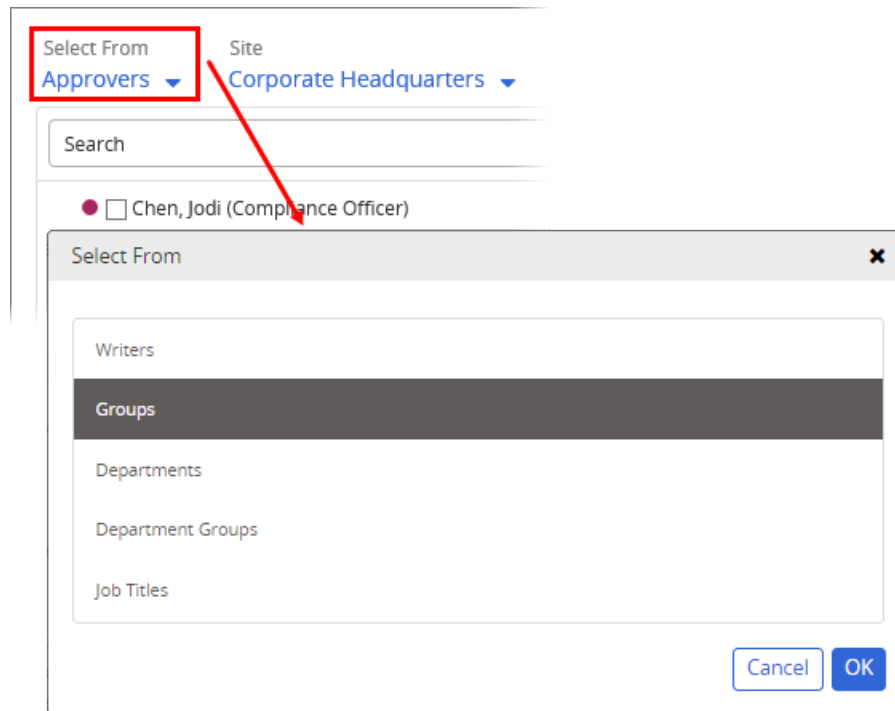 Select From Site
Approvers Corporate Headquarters
Search
Chen, Jodi (Compliance Officer)
Select From
Writers
Groups
Departments
Department Groups
Job Titles
Cancel OK